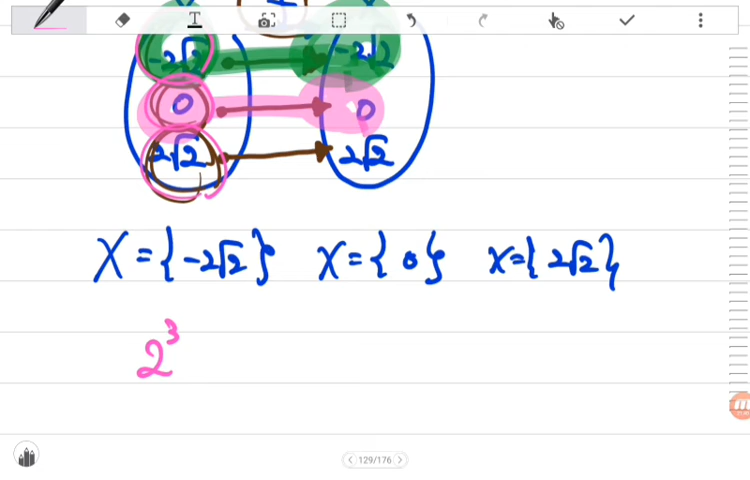 T
-2√2 -2√2
0 0
2√2 2√2
X={-2√2} X={0} X={2√2}
2³
129/176